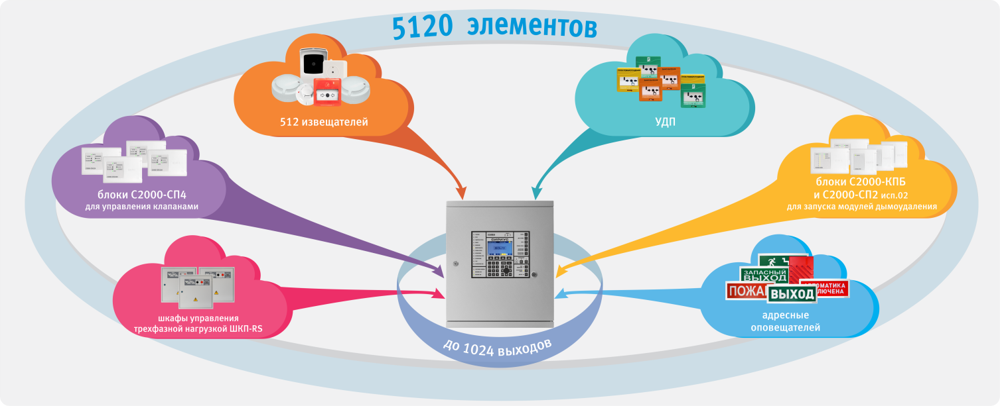 5120 элементов
512 извещателей
УДП
блоки С2000-СП4
для управления клапанами
блоки С2000-КПБ
и С2000-СП2 исп.02
для запуска модулей дымоудаления
шкафы управления
трехфазной нагрузкой ШКП-RS
СИРИУС
ЗАПАСНЫЙ
ВЫХОД
ВЫХОД
адресные
оповещателей
до 1024 выходов